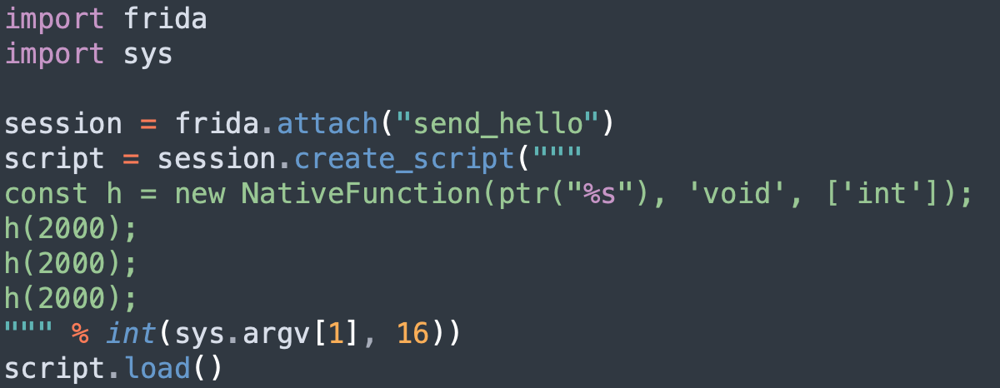 import frida
import sys

session = frida.attach("send_hello")
script = session.create_script("""
const h = new NativeFunction(ptr("%s"), 'void', ['int']);
h(2000);
h(2000);
h(2000);
""" % int(sys.argv[1], 16))
script.load()